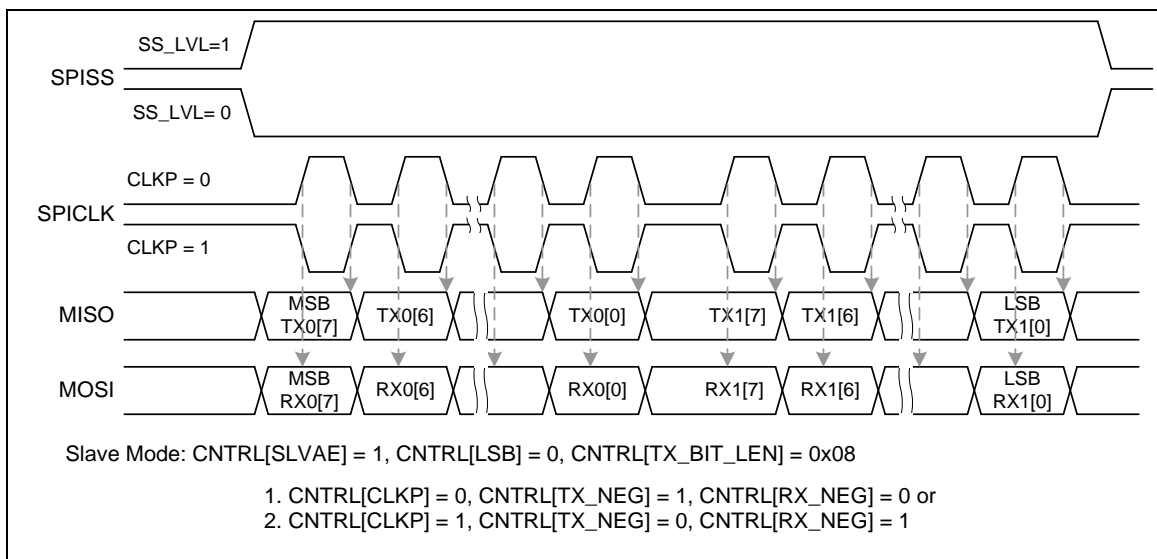 SS_LVL=1
SPISS
SS_LVL= 0
CLKP = 0
SPICLK
CLKP = 1
MISO
MSB
TX0[7]
TX0[6]
TX0[0]
TX1[7]
TX1[6]
LSB
TX1[0]
MOSI
MSB
RX0[7]
RX0[6]
RX0[0]
RX1[7]
RX1[6]
LSB
RX1[0]
Slave Mode: CNTRL[SLVAE] = 1, CNTRL[LSB] = 0, CNTRL[TX_BIT_LEN] = 0x08
1. CNTRL[CLKP] = 0, CNTRL[TX_NEG] = 1, CNTRL[RX_NEG] = 0 or
2. CNTRL[CLKP] = 1, CNTRL[TX_NEG] = 0, CNTRL[RX_NEG] = 1